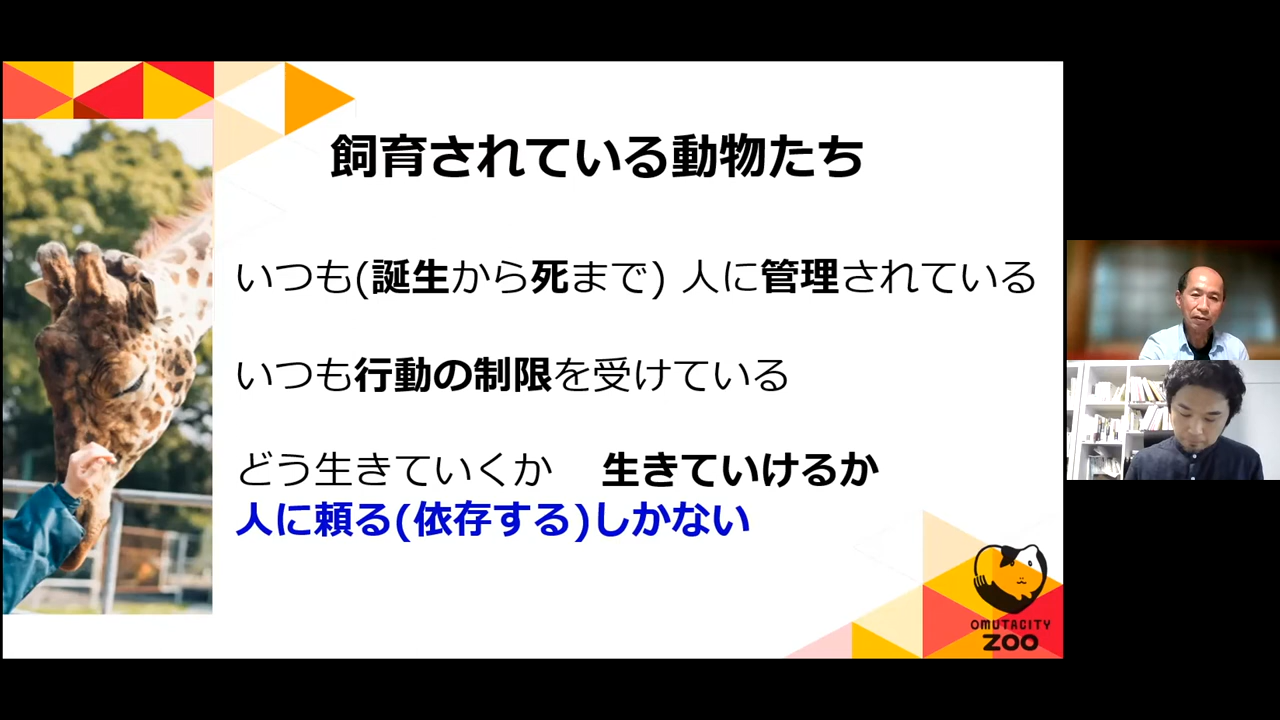 飼育されている動物たち
いつも(誕生から死まで) 人に管理されている
いつも行動の制限を受けている
どう生きていくか　生きていけるか
人に頼る(依存する)しかない
OMUTACITY
ZOO